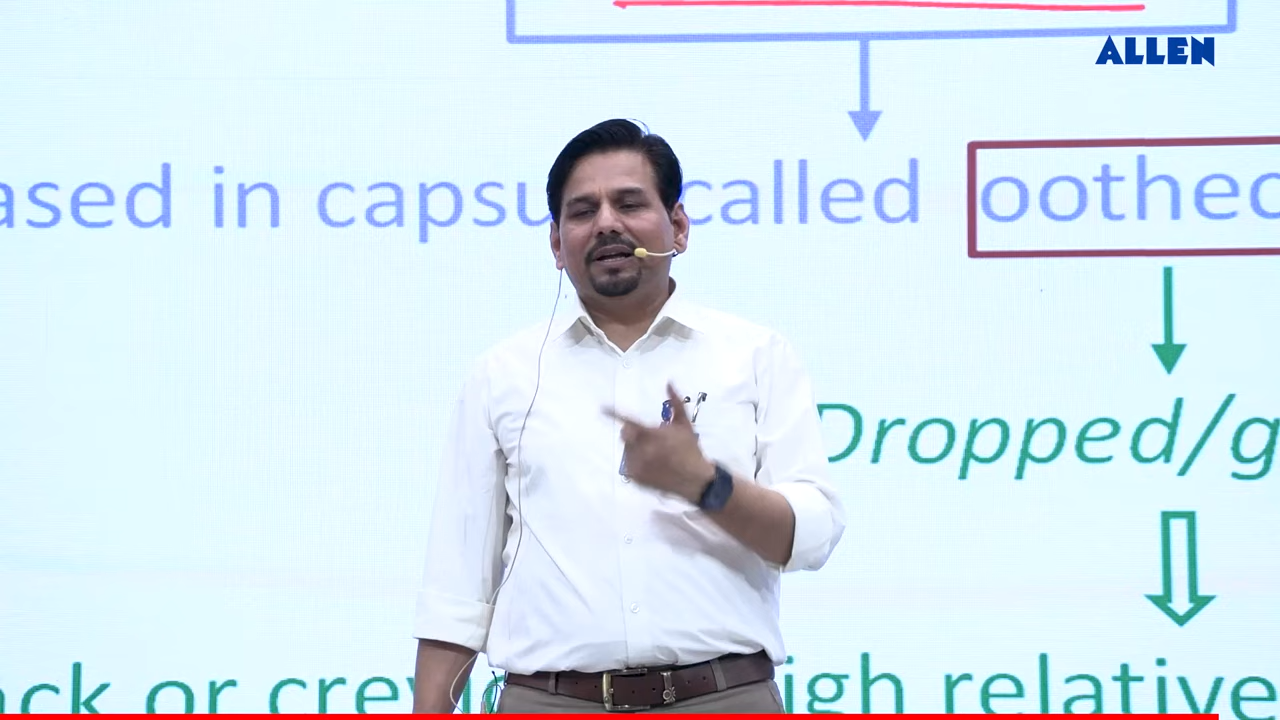 ALLEN
ased in capsu called oothec
Dropped/g
ack or crev igh relative